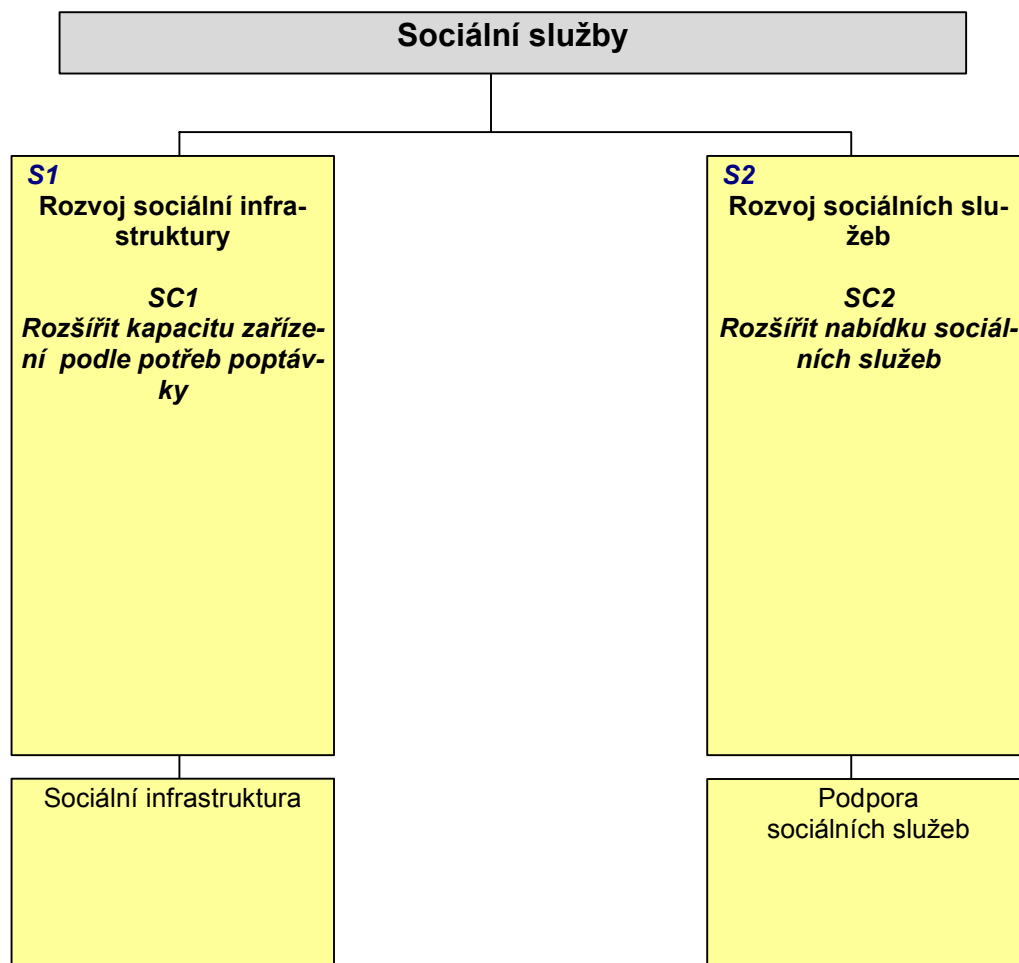 Sociální služby
S1
Rozvoj sociální infra-
struktury
SC1
Rozšířit kapacitu zařízе-
ní  podle potřeb poptáv-
ky
S2
Rozvoj sociálních slu-
žeb
SC2
Rozšířit nabídku sociál-
ních služeb
Sociální infrastruktura
Podpora
sociálních služeb